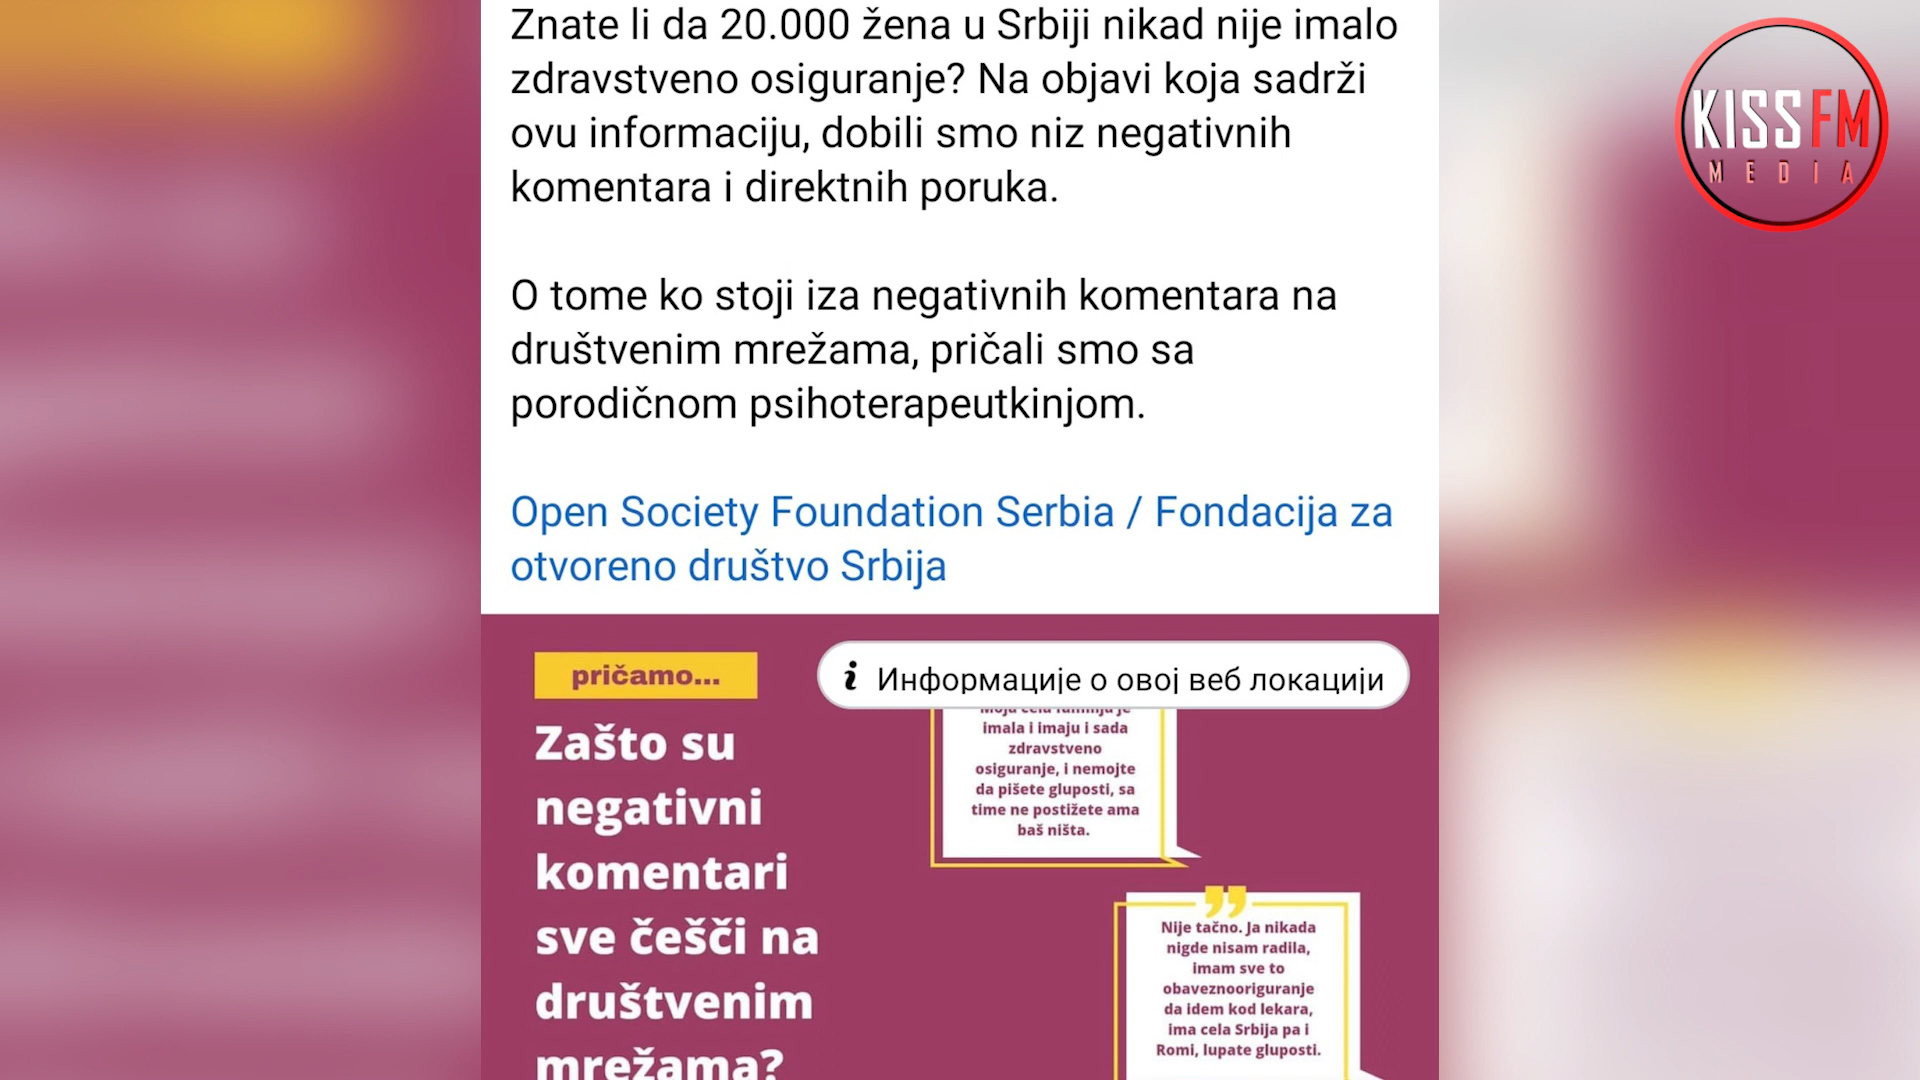 Znate li da 20.000 žena u Srbiji nikad nije imalo
zdravstveno osiguranje? Na objavi koja sadrži
ovu informaciju, dobili smo niz negativnih
komentara i direktnih poruka.
O tome ko stoji iza negativnih komentara na
društvenim mrežama, pričali smo sa
porodičnom psihoterapeutkinjom.
Open Society Foundation Serbia / Fondacija za
otvoreno društvo Srbija
KISS FM
MEDIA
pričamo...
Информације о овој веб локацији
Zašto su
negativni
komentari
sve češči na
društvenim
mrežama?
Moja cela familija je
imala i imaju i sada
zdravstveno
osiguranje, i nemojte
da pišete gluposti, sa
time ne postižete ama
baš ništa.
Nije tačno. Ja nikada
nigde nisam radila,
imam sve to
obaveznooriguranje
da idem kod lekara,
ima cela Srbija pa i
Romi, lupate gluposti.